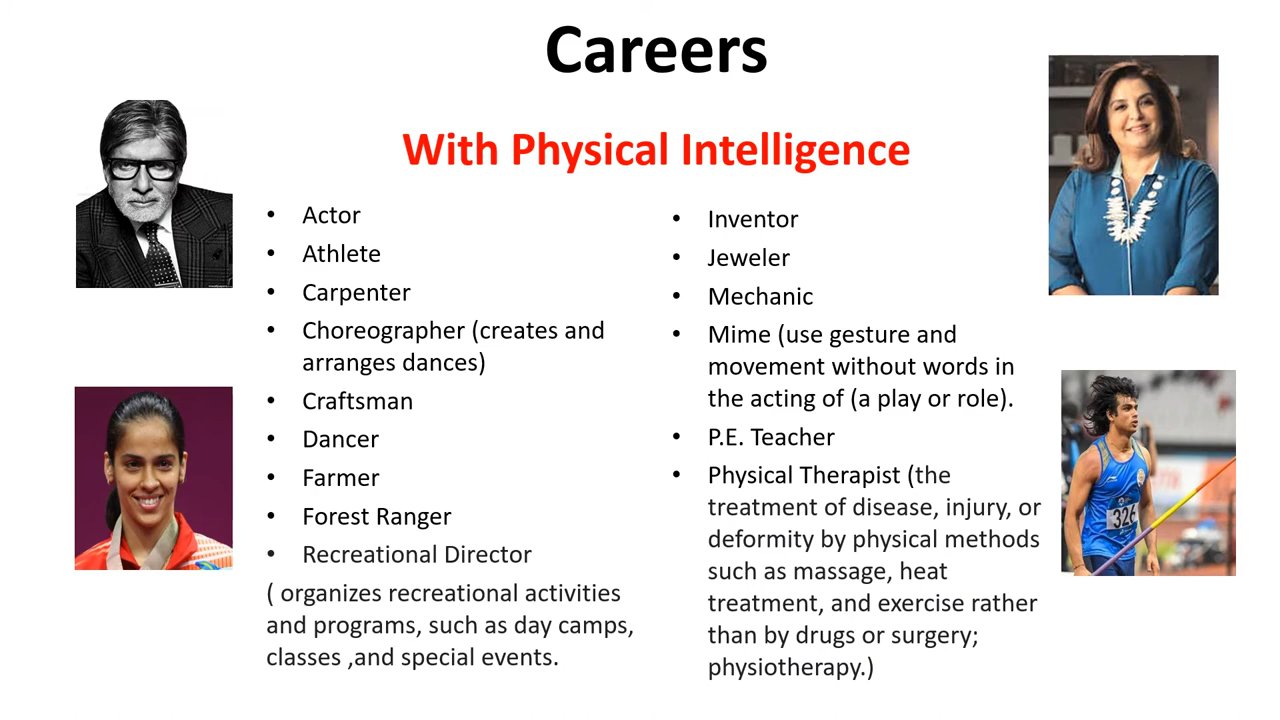 Careers
With Physical Intelligence
• Actor
• Athlete
• Carpenter
• Choreographer (creates and
arranges dances)
• Craftsman
• Dancer
• Farmer
• Forest Ranger
• Recreational Director
( organizes recreational activities
and programs, such as day camps,
classes ,and special events.
• Inventor
• Jeweler
• Mechanic
• Mime (use gesture and
movement without words in
the acting of (a play or role).
• P.E. Teacher
• Physical Therapist (the
treatment of disease, injury, or
deformity by physical methods
such as massage, heat
treatment, and exercise rather
than by drugs or surgery;
physiotherapy.)
326